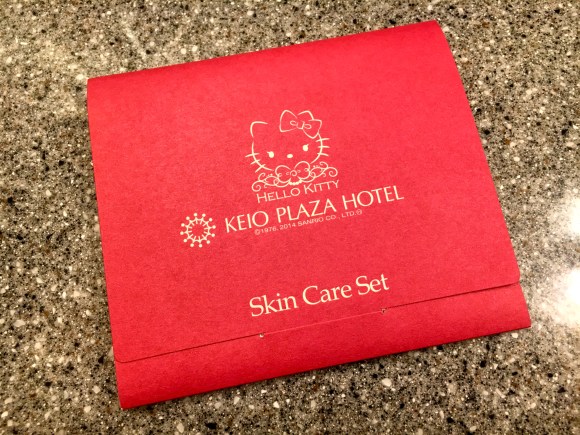 HELLO KITTY
KEIO PLAZA HOTEL
©1976, 2014 SANRIO CO., LTD.
Skin Care Set